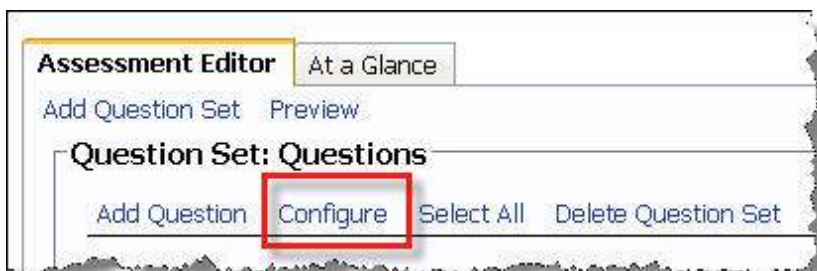 Assessment Editor At a Glance
Add Question Set Preview
Question Set: Questions
Add Question Configure Select All Delete Question Set